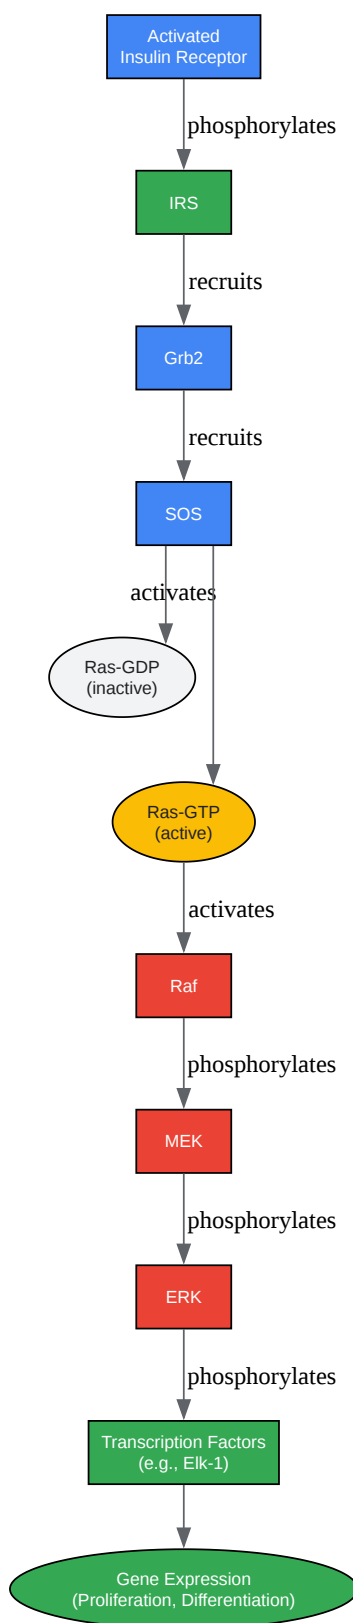 Activated
Insulin Receptor
phosphorylates
IRS
recruits
Grb2
recruits
SOS
activates
Ras-GDP
(inactive)
Ras-GTP
(active)
activates
Raf
phosphorylates
MEK
phosphorylates
ERK
phosphorylates
Transcription Factors
(e.g., Elk-1)
Gene Expression
(Proliferation, Differentiation)